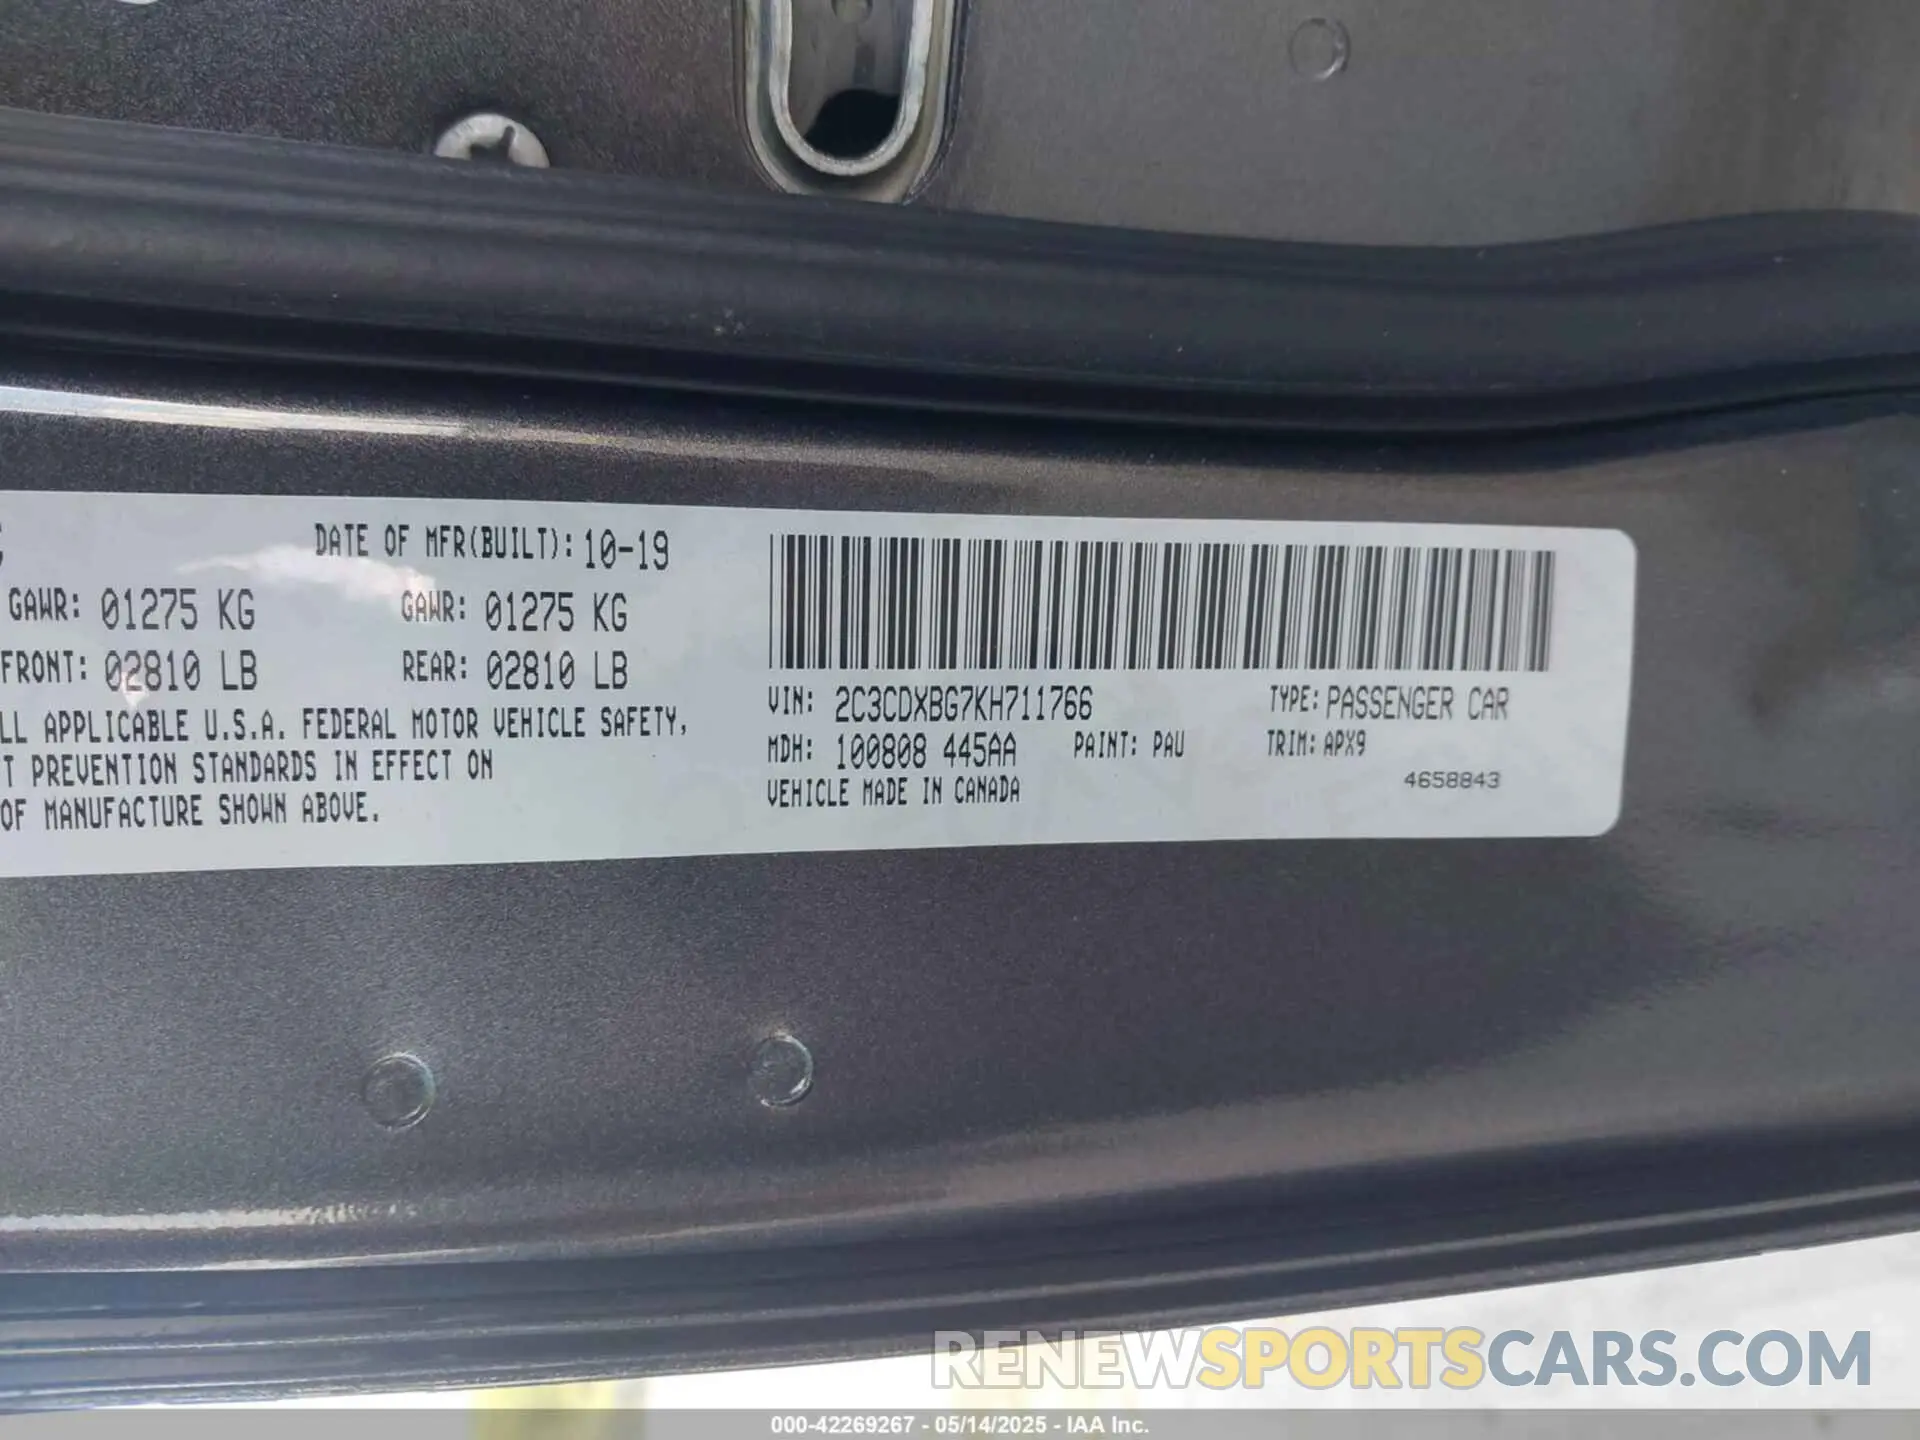 DATE OF MFR(BUILT): 10-19
GAWR: 01275 KG GAWR: 01275 KG
FRONT: 02810 LB REAR: 02810 LB
LL APPLICABLE U.S.A. FEDERAL MOTOR VEHICLE SAFETY,
T PREVENTION STANDARDS IN EFFECT ON
OF MANUFACTURE SHOWN ABOVE.
VIN: 2C3CDXBG7KH711766 TYPE: PASSENGER CAR
MDH: 100808 445AA PAINT: PAU TRIM: APX9
VEHICLE MADE IN CANADA 4658843
RENEWSPORTSCARS.COM
000-42269267 - 05/14/2025 - IAA Inc.